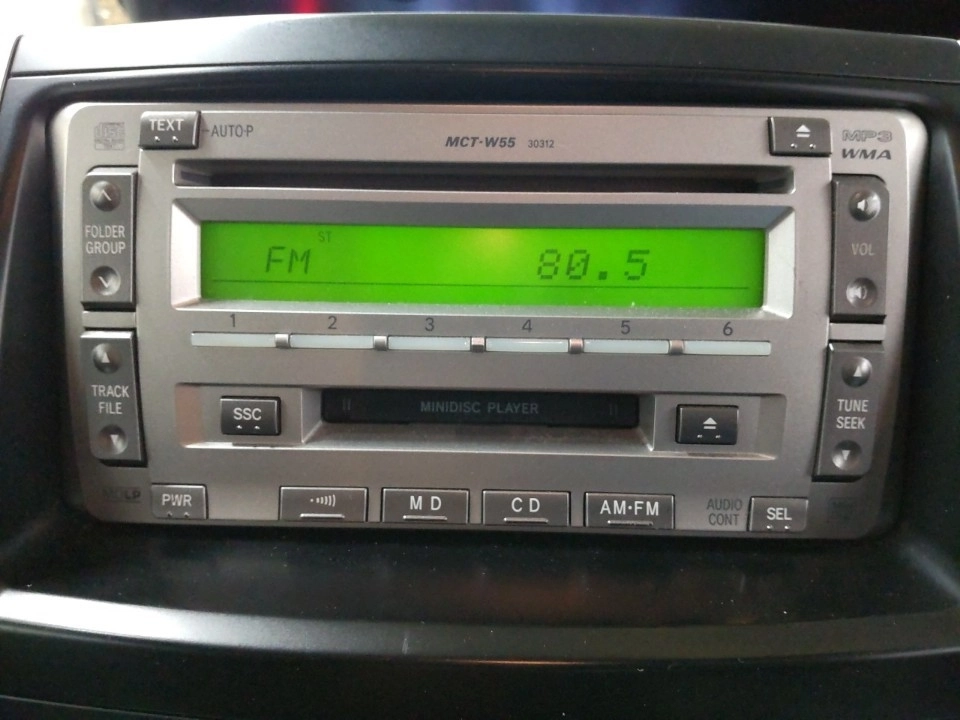 TEXT
AUTO·P
MCT-W55 30312
MP3
WMA
FOLDER
GROUP
VOL
ST
FM 80.5
1 2 3 4 5 6
TRACK
FILE
TUNE
SEEK
SSC
MINIDISC PLAYER
PWR
MD
CD
AM·FM
AUDIO
CONT
SEL